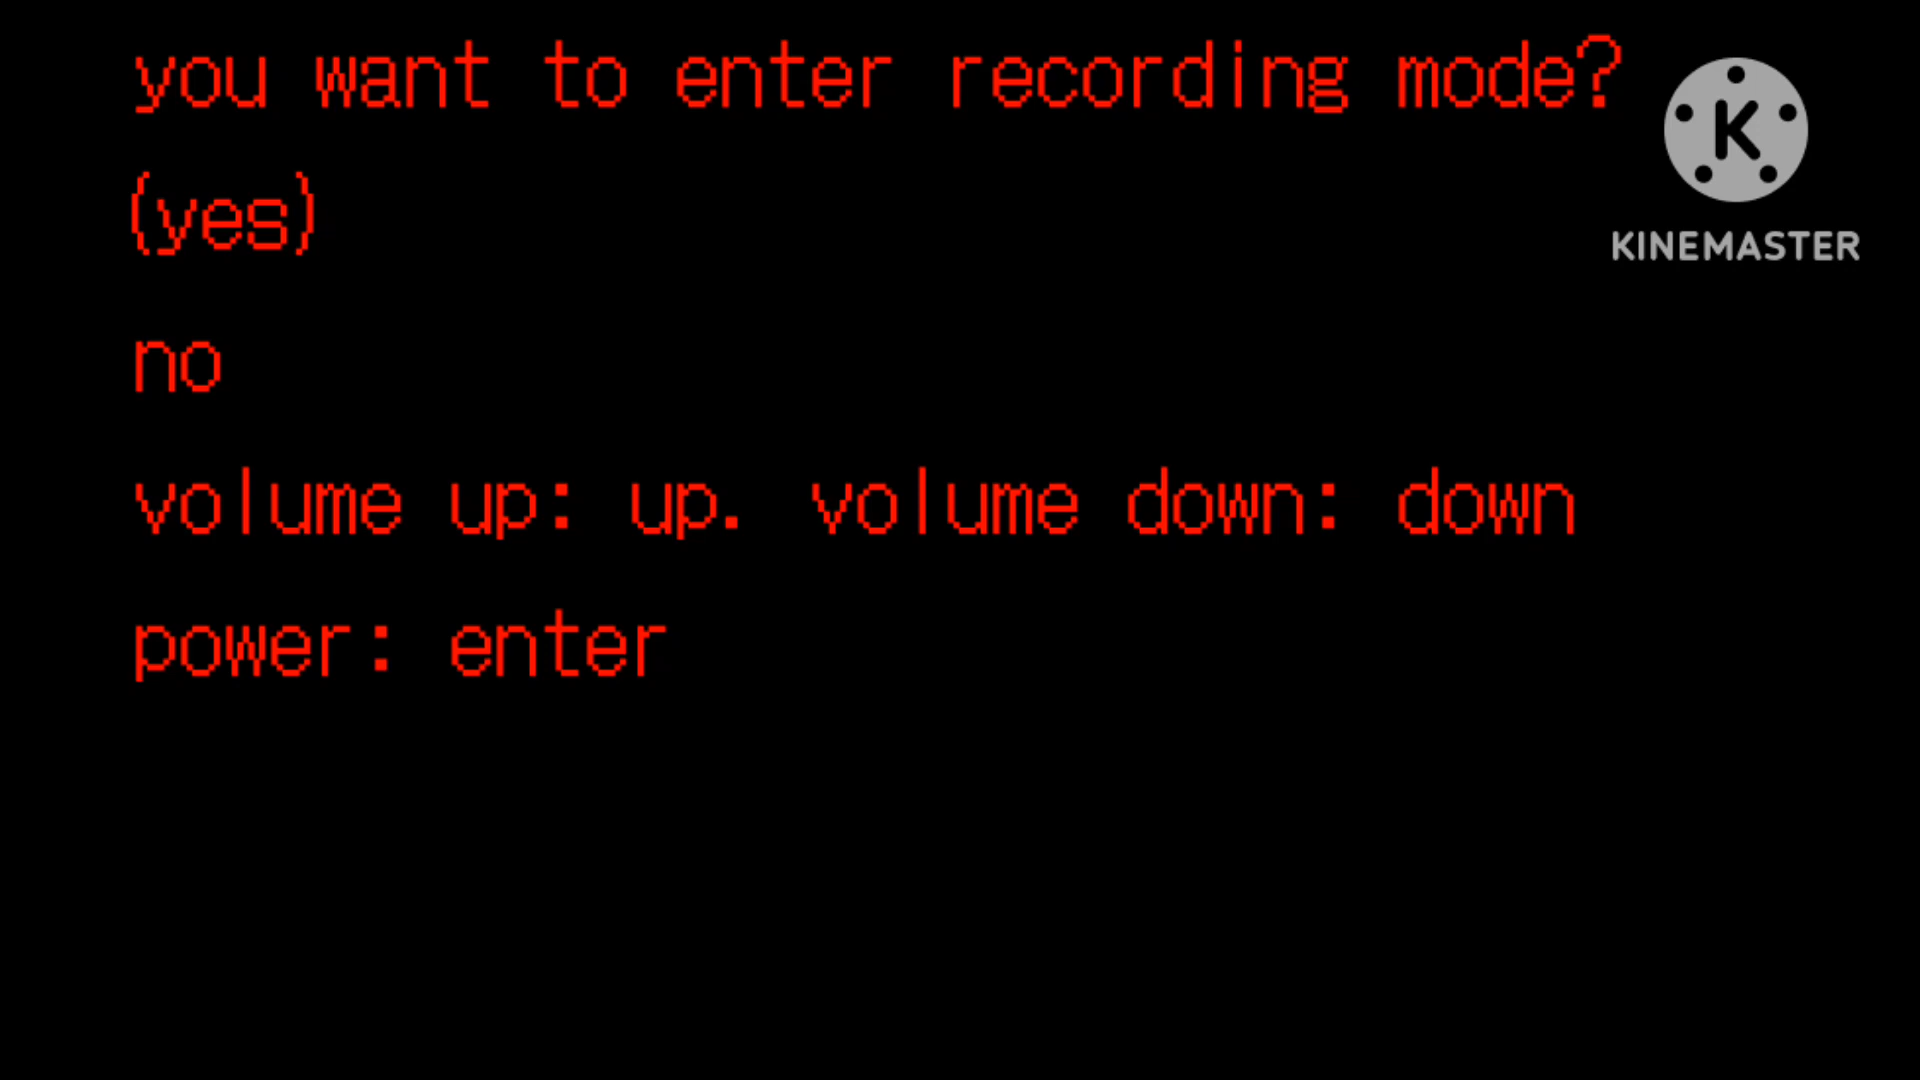 you want to enter recording mode?
(yes)
no
volume up: up. volume down: down
power: enter
K
KINEMASTER